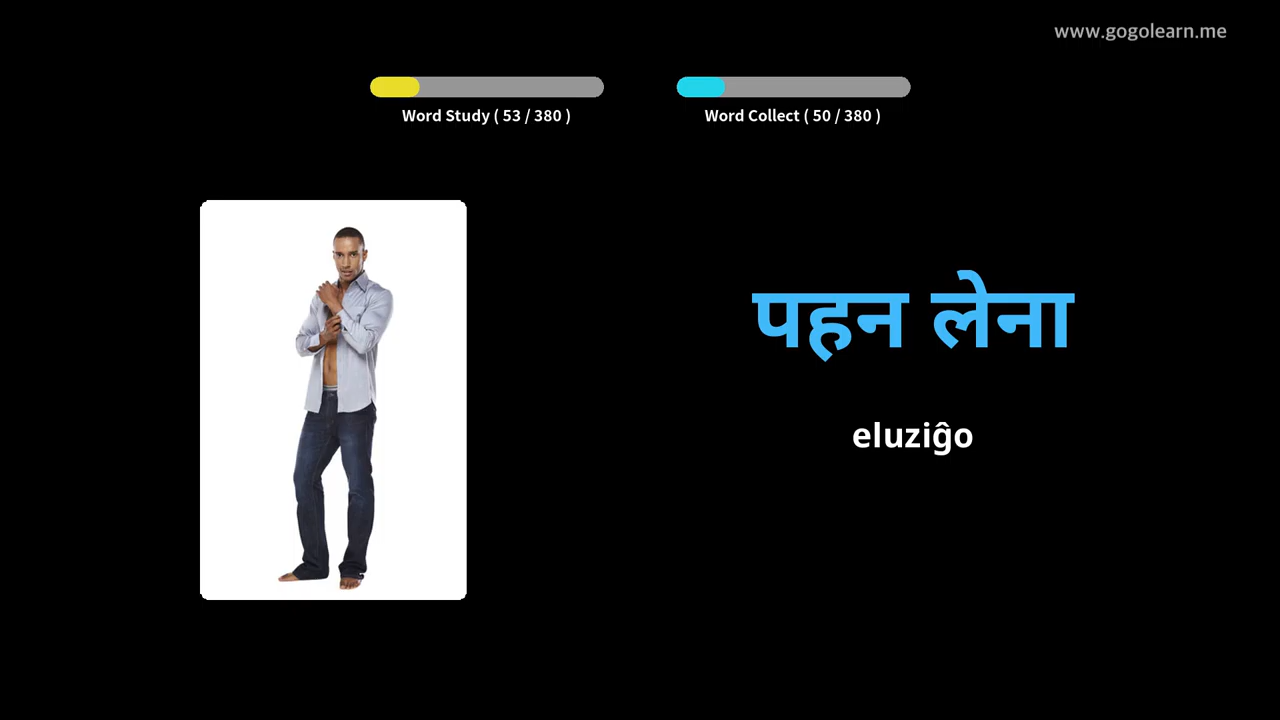 www.gogolearn.me
Word Study ( 53 / 380 )
Word Collect ( 50 / 380 )
पहन लेना
eluziĝo